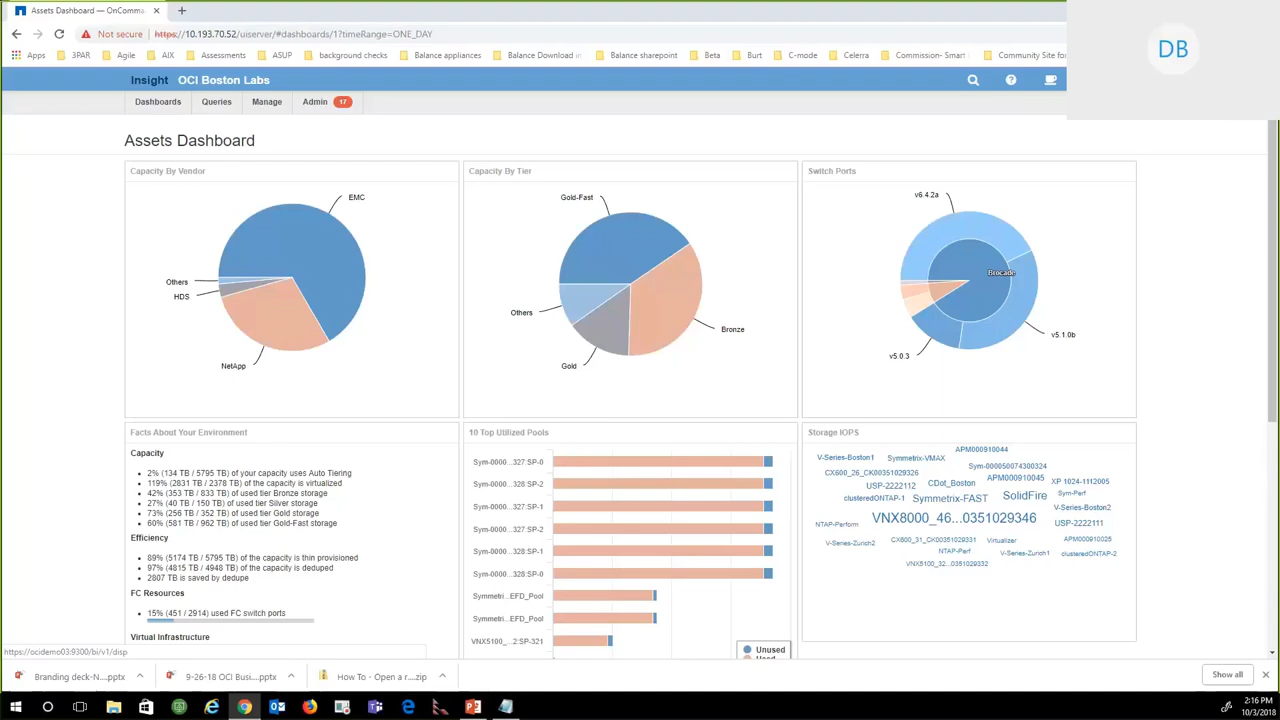 Assets Dashboard — OnComma
Not secure https://10.193.70.52/uiserver/#dashboards/1?timeRange=ONE_DAY
Apps 3PAR Agile AIX Assessments ASUP background checks Balance appliances Balance Download in Balance sharepoint Beta Burt C-mode Celerra Commission- Smart Community Site for
DB
Insight OCI Boston Labs
Dashboards Queries Manage Admin 17
Assets Dashboard
Capacity By Vendor
EMC
Others
HDS
NetApp
Capacity By Tier
Gold-Fast
Others
Bronze
Gold
Switch Ports
v6.4.2a
Brocade
v5.1.0b
v5.0.3
Facts About Your Environment
Capacity
2% (134 TB / 5795 TB) of your capacity uses Auto Tiering
119% (2831 TB / 2378 TB) of the capacity is virtualized
42% (353 TB / 833 TB) of used tier Bronze storage
27% (40 TB / 150 TB) of used tier Silver storage
73% (256 TB / 352 TB) of used tier Gold storage
60% (581 TB / 962 TB) of used tier Gold-Fast storage
Efficiency
89% (5174 TB / 5795 TB) of the capacity is thin provisioned
97% (4815 TB / 4948 TB) of the capacity is deduped
2807 TB is saved by dedupe
FC Resources
15% (451 / 2914) used FC switch ports
Virtual Infrastructure
10 Top Utilized Pools
Sym-0000...327:SP-0
Sym-0000...328:SP-2
Sym-0000...327:SP-1
Sym-0000...327:SP-2
Sym-0000...328:SP-1
Sym-0000...328:SP-0
Symmetri...EFD_Pool
Symmetri...EFD_Pool
VNX5100_...2:SP-321
Unused
Used
Storage IOPS
APM000910044
V-Series-Boston1 Symmetrix-VMAX
Sym-000050074300324
CX600_26_CK00351029326
APM000910045
XP 1024-1112005
USP-2222112 CDot_Boston
Sym-Perf
clusteredONTAP-1 Symmetrix-FAST SolidFire
V-Series-Boston2
VNX8000_46...0351029346
NTAP-Perform
USP-2222111
V-Series-Zurich2 CX600_31_CK00351029331 Virtualizer APM000910025
NTAP-Perf V-Series-Zurich1 clusteredONTAP-2
VNX5100_32...0351029332
https://ocidemo03:9300/bi/v1/disp
Branding deck-N....pptx 9-26-18 OCI Busi....pptx How To - Open a r....zip Show all
2:16 PM
10/3/2018